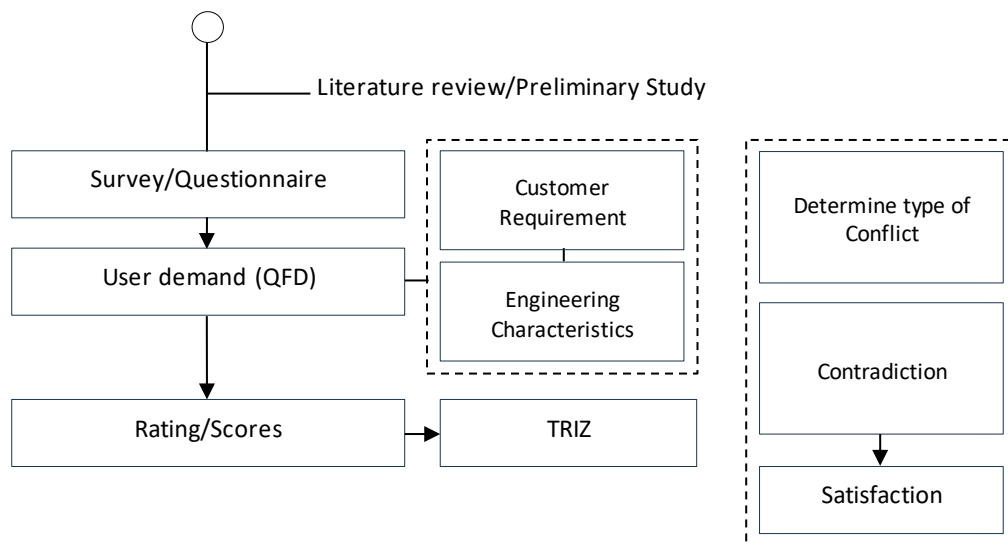 Literature review/Preliminary Study
Survey/Questionnaire
User demand (QFD)
Customer
Requirement
Engineering
Characteristics
Rating/Scores
TRIZ
Determine type of
Conflict
Contradiction
Satisfaction